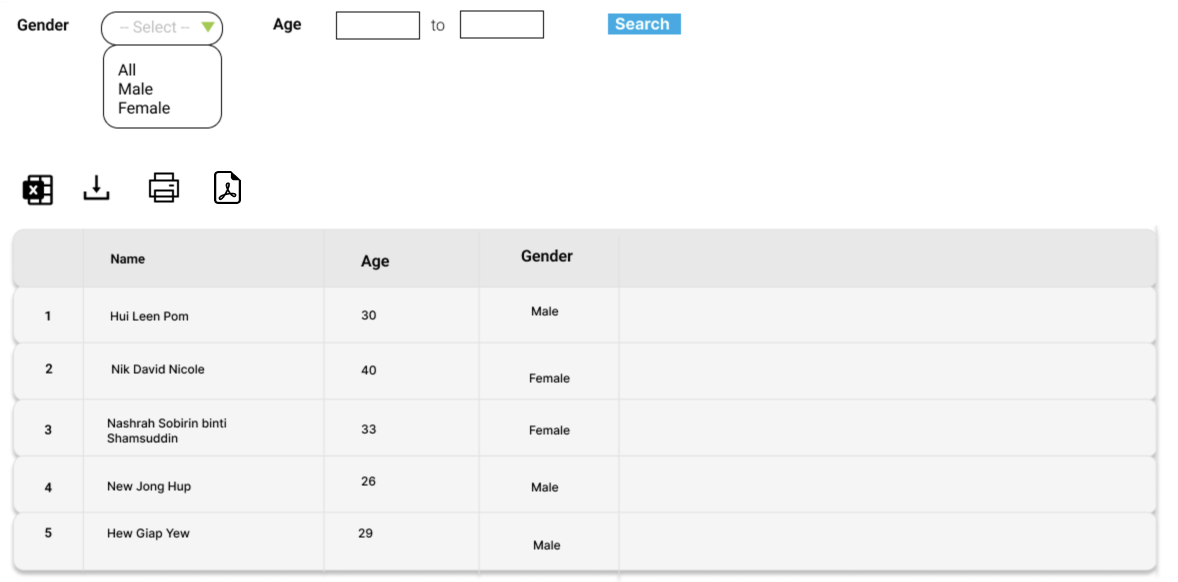 Gender
-- Select --
Age
to
Search
All
Male
Female
X
Name Age Gender
1 Hui Leen Pom 30 Male
2 Nik David Nicole 40 Female
3 Nashrah Sobirin binti
Shamsuddin 33 Female
4 New Jong Hup 26 Male
5 Hew Giap Yew 29 Male